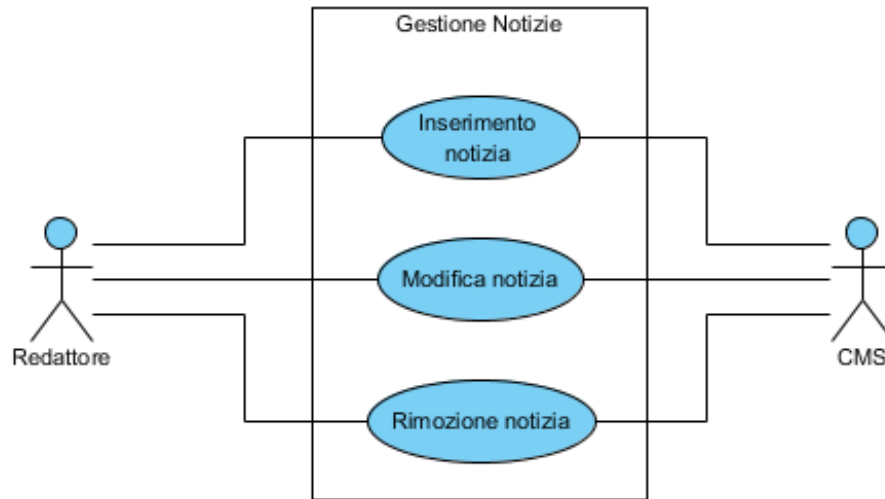 Gestione Notizie
Inserimento
notizia
Modifica notizia
Redattore
CMS
Rimozione notizia